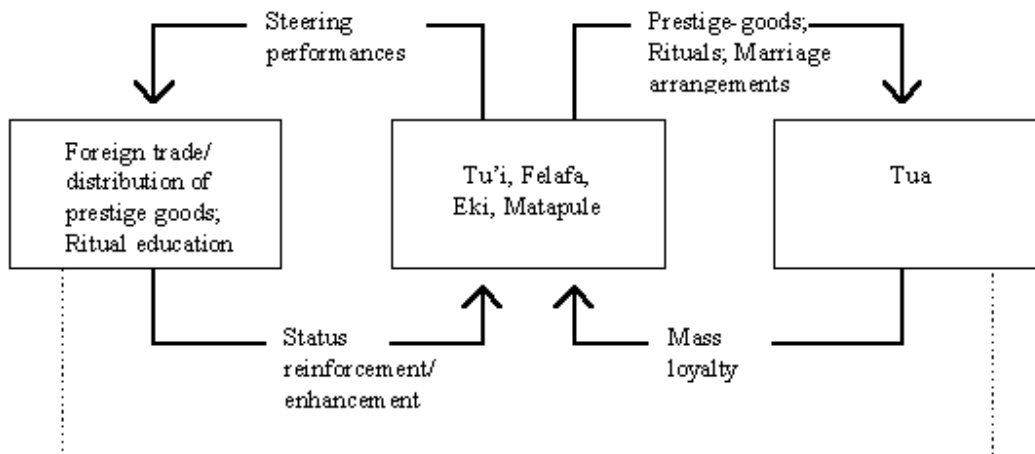 Steering
performances
Prestige-goods;
Rituals; Marriage
arrangements
Foreign trade/
distribution of
prestige goods;
Ritual education
Tu'i, Felafa,
Eki, Matapule
Tua
Status
reinforcement/
enhancement
Mass
loyalty